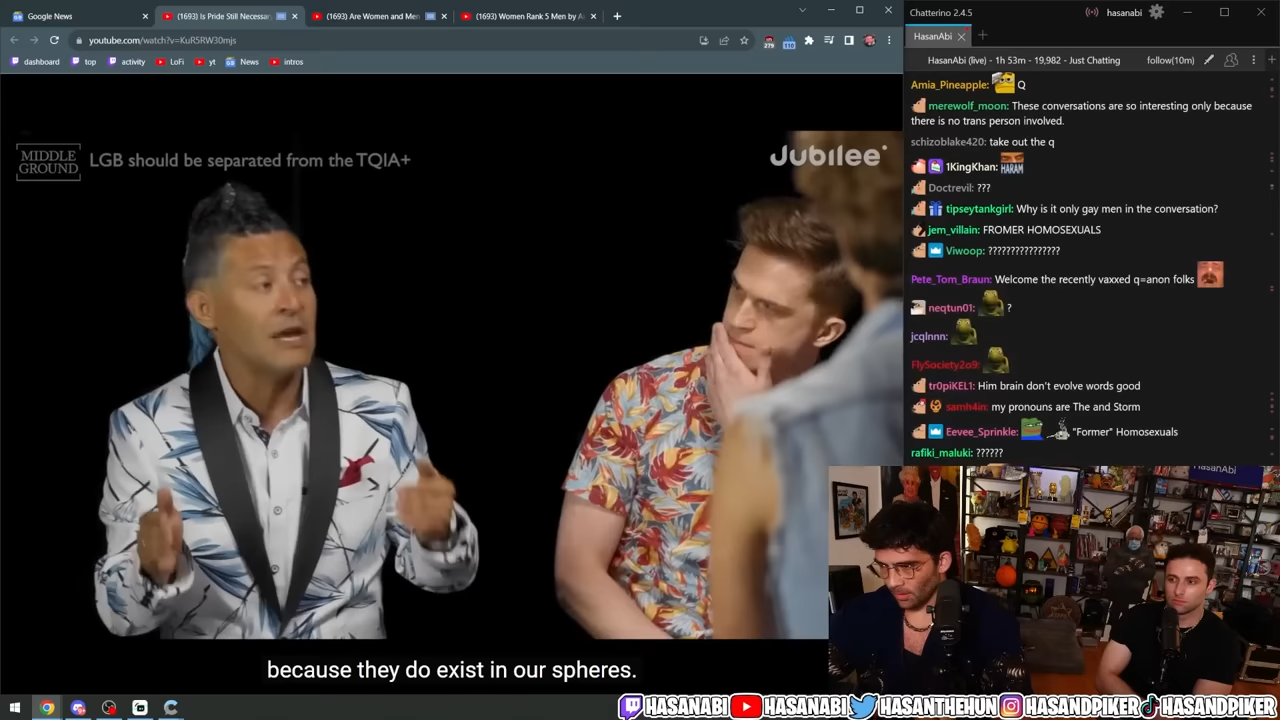 Google News
(1693) Is Pride Still Necessar
(1693) Are Women and Men
(1693) Women Rank 5 Men by A
youtube.com/watch?v=KuR5RW30mjs
279
110
dashboard
top
activity
LoFi
yt
News
intros
MIDDLE
GROUND
LGB should be separated from the TQIA+
Jubilee
because they do exist in our spheres.
Chatterino 2.4.5
hasanabi
HasanAbi
HasanAbi (live) - 1h 53m - 19,982 - Just Chatting
follow(10m)
Amia_Pineapple: Q
merewolf_moon: These conversations are so interesting only because
there is no trans person involved.
schizoblake420: take out the q
1KingKhan: HARAM
Doctrevil: ???
tipseytankgirl: Why is it only gay men in the conversation?
jem_villain: FROMER HOMOSEXUALS
Viwoop: ????????????????
Pete_Tom_Braun: Welcome the recently vaxxed q=anon folks
neqtun01: ?
jcqlnnn:
FlySociety2o9:
tr0piKEL1: Him brain don't evolve words good
samh4in: my pronouns are The and Storm
Eevee_Sprinkle: "Former" Homosexuals
rafiki_maluki: ??????
HasanAbi
HASANABI HASANABI HASANTHEHUN HASANDPIKER HASANDPIKER